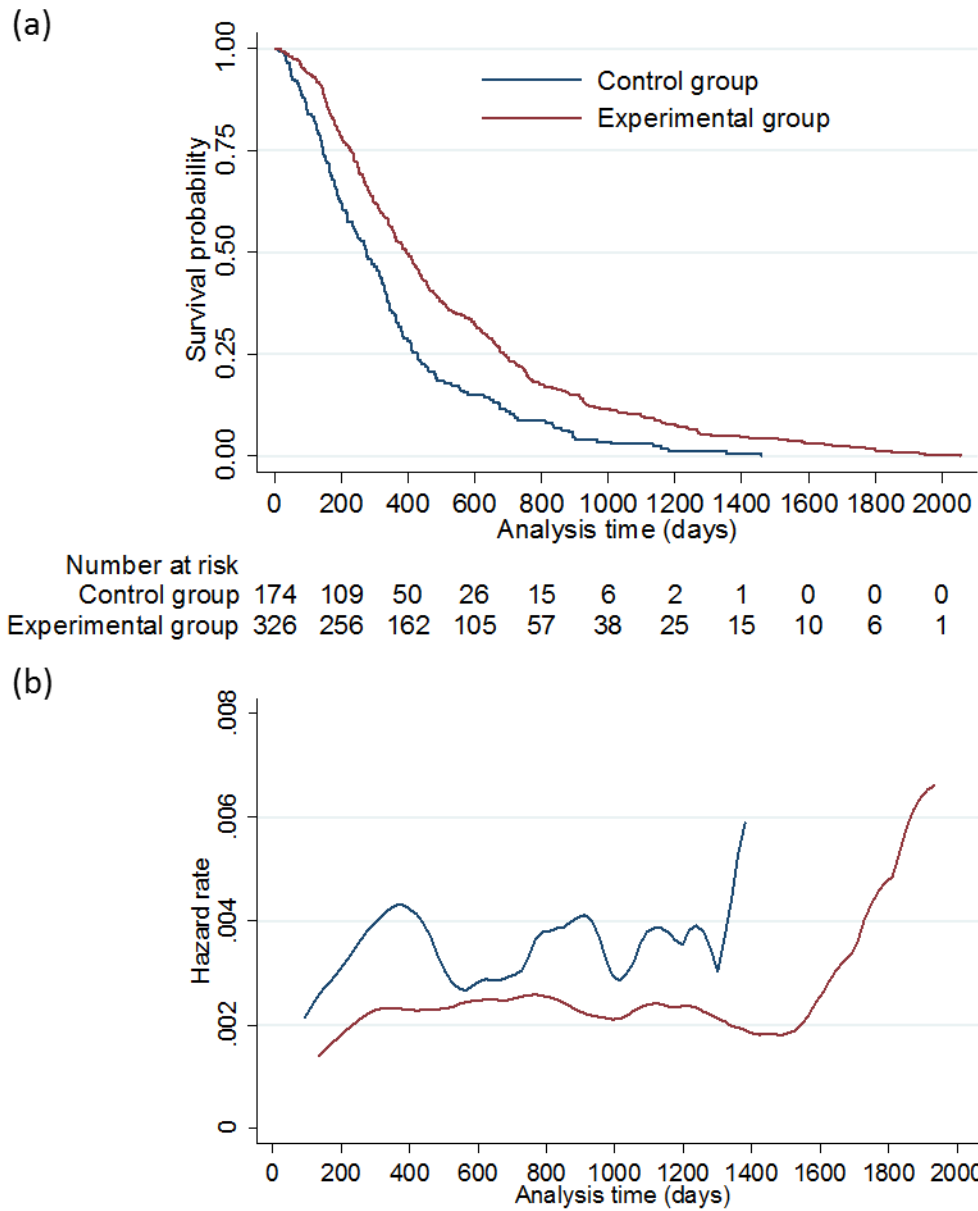 (a)
1.00
0.75
0.50
0.25
0.00
Survival probability
Control group
Experimental group
0 200 400 600 800 1000 1200 1400 1600 1800 2000
Analysis time (days)
Number at risk
Control group 174 109 50 26 15 6 2 1 0 0 0
Experimental group 326 256 162 105 57 38 25 15 10 6 1
(b)
.008
.006
.004
.002
0
Hazard rate
0 200 400 600 800 1000 1200 1400 1600 1800 2000
Analysis time (days)